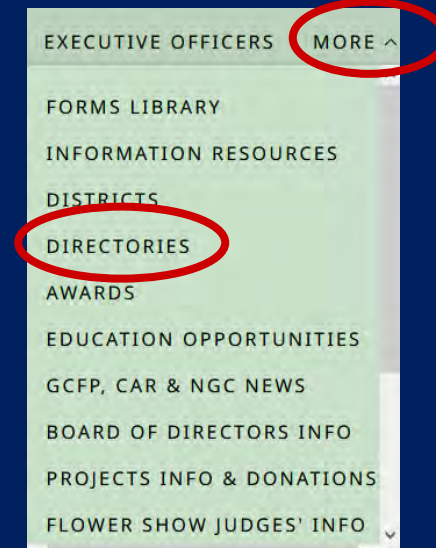 EXECUTIVE OFFICERS MORE
FORMS LIBRARY
INFORMATION RESOURCES
DISTRICTS
DIRECTORIES
AWARDS
EDUCATION OPPORTUNITIES
GCFP, CAR & NGC NEWS
BOARD OF DIRECTORS INFO
PROJECTS INFO & DONATIONS
FLOWER SHOW JUDGES' INFO